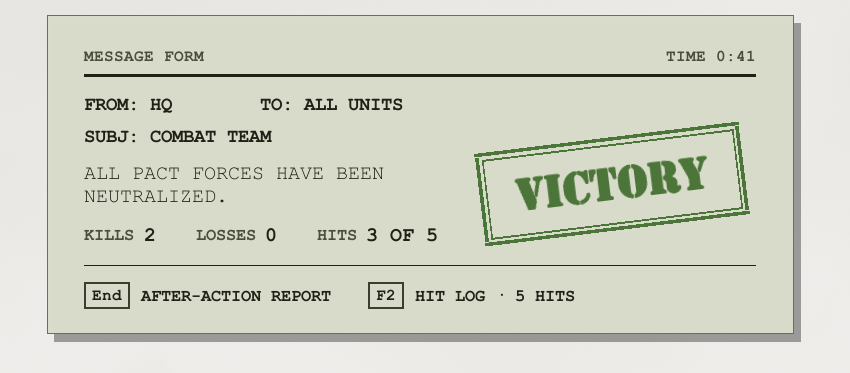 MESSAGE FORM TIME 0:41
FROM: HQ TO: ALL UNITS
SUBJ: COMBAT TEAM
ALL PACT FORCES HAVE BEEN
NEUTRALIZED.
VICTORY
KILLS 2 LOSSES 0 HITS 3 OF 5
End AFTER-ACTION REPORT F2 HIT LOG · 5 HITS